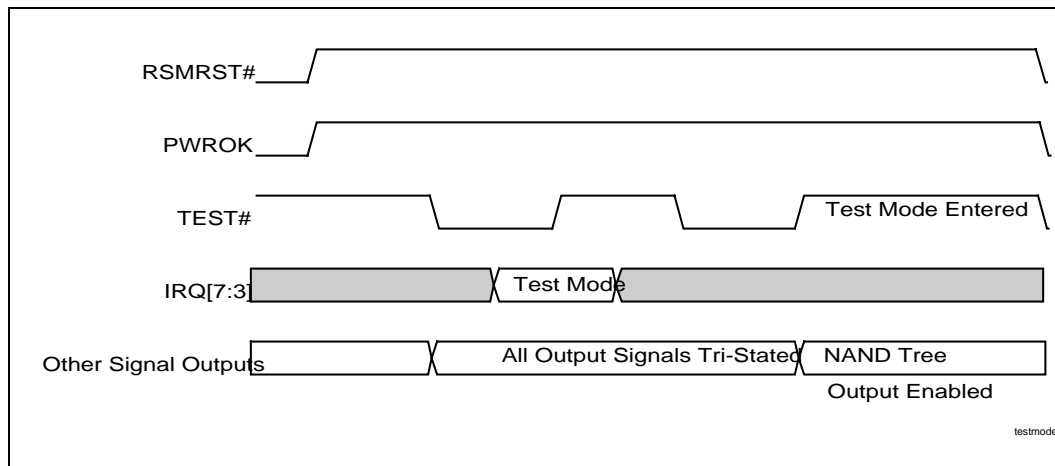 RSMRST#
PWROK
TEST#
Test Mode Entered
IRQ[7:3]
Test Mode
Other Signal Outputs
All Output Signals Tri-Stated
NAND Tree
Output Enabled
testmode